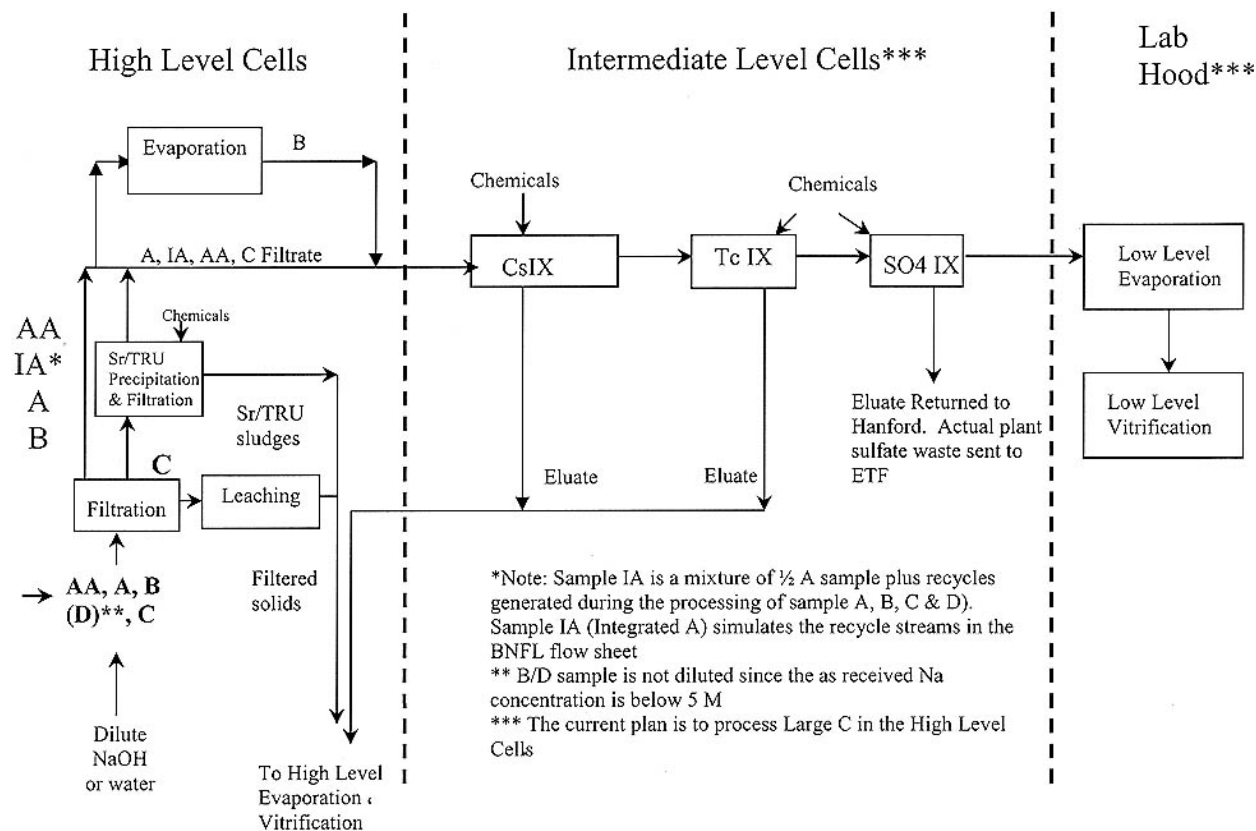 High Level Cells
Intermediate Level Cells***
Lab
Hood***
Evaporation
B
Chemicals
Chemicals
A, IA, AA, C Filtrate
CsIX
Tc IX
SO4 IX
Low Level
Evaporation
Low Level
Vitrification
AA
IA*
A
B
Chemicals
Sr/TRU
Precipitation
& Filtration
Sr/TRU
sludges
C
Filtration
Leaching
Eluate
Eluate
Eluate Returned to
Hanford. Actual plant
sulfate waste sent to
ETF
AA, A, B
(D)**, C
Filtered
solids
Dilute
NaOH
or water
To High Level
Evaporation
Vitrification
*Note: Sample IA is a mixture of ½ A sample plus recycles
generated during the processing of sample A, B, C & D).
Sample IA (Integrated A) simulates the recycle streams in the
BNFL flow sheet
** B/D sample is not diluted since the as received Na
concentration is below 5 M
*** The current plan is to process Large C in the High Level
Cells